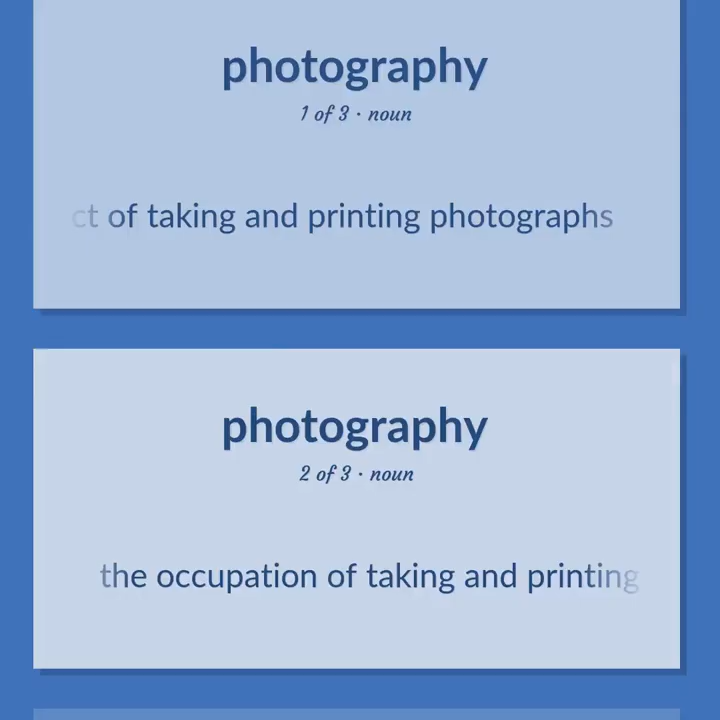 photography
1 of 3 · noun
ct of taking and printing photographs
photography
2 of 3 · noun
the occupation of taking and printing